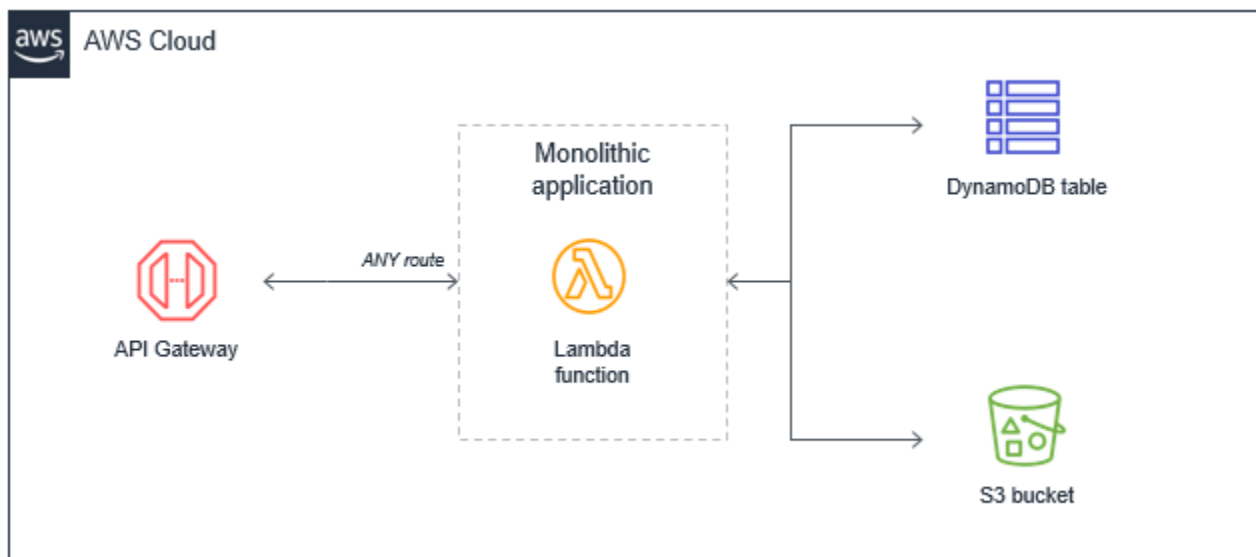 aws
AWS Cloud
Monolithic
application
DynamoDB table
ANY route
API Gateway
Lambda
function
S3 bucket